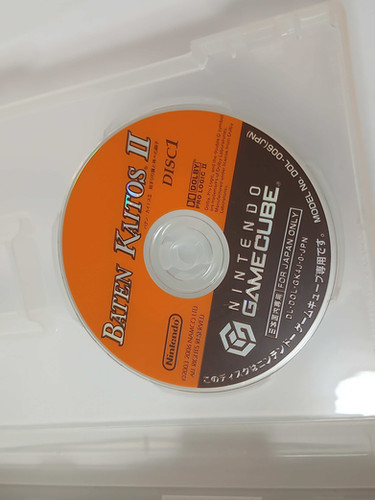 BATEN KAITOS II
DISC1
DOLBY
PRO LOGIC II
Nintendo
NINTENDO
GAMECUBE
日本国内専用
FOR JAPAN ONLY
DL-DOL-GK4J-0-JPN
MODEL No. DOL-006(JPN)
このディスクはニンテンドーゲームキューブ専用です。
ALL RIGHTS RESERVED